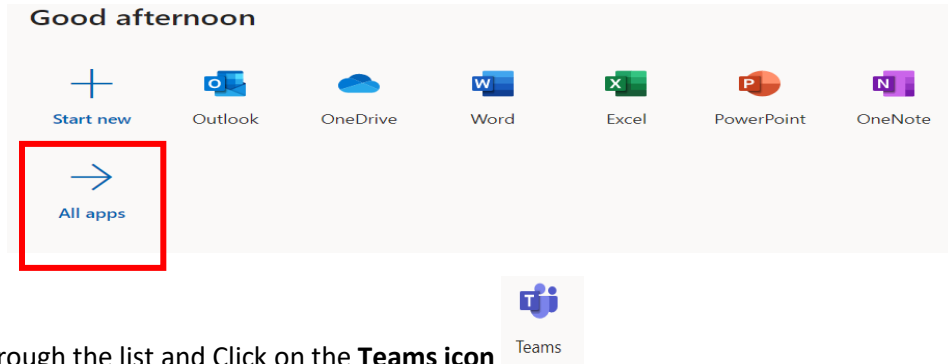 Good afternoon
Start new Outlook OneDrive Word Excel PowerPoint OneNote
All apps
rough the list and Click on the Teams icon Teams